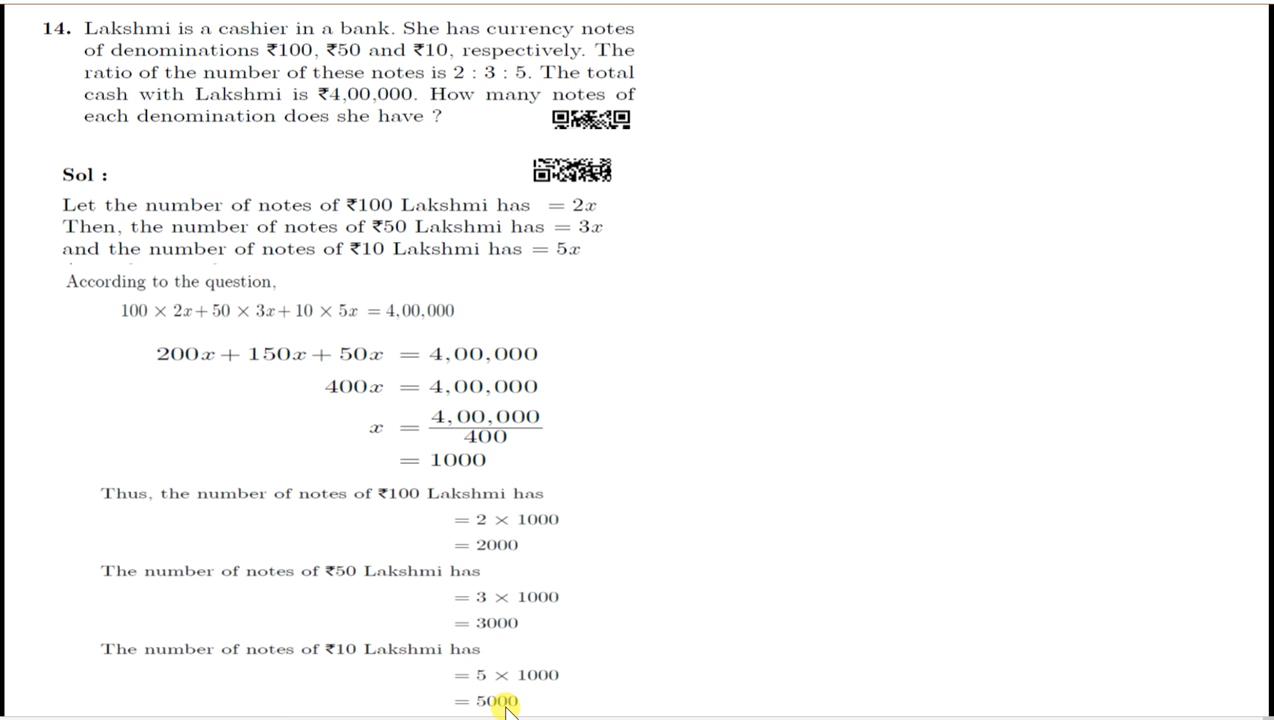 14. Lakshmi is a cashier in a bank. She has currency notes
of denominations ₹100, ₹50 and ₹10, respectively. The
ratio of the number of these notes is 2 : 3 : 5. The total
cash with Lakshmi is ₹4,00,000. How many notes of
each denomination does she have ?
Sol :
Let the number of notes of ₹100 Lakshmi has = 2x
Then, the number of notes of ₹50 Lakshmi has = 3x
and the number of notes of ₹10 Lakshmi has = 5x
According to the question,
100 × 2x + 50 × 3x + 10 × 5x = 4,00,000
200x + 150x + 50x = 4,00,000
400x = 4,00,000
x = 4,00,000 / 400
= 1000
Thus, the number of notes of ₹100 Lakshmi has
= 2 × 1000
= 2000
The number of notes of ₹50 Lakshmi has
= 3 × 1000
= 3000
The number of notes of ₹10 Lakshmi has
= 5 × 1000
= 5000